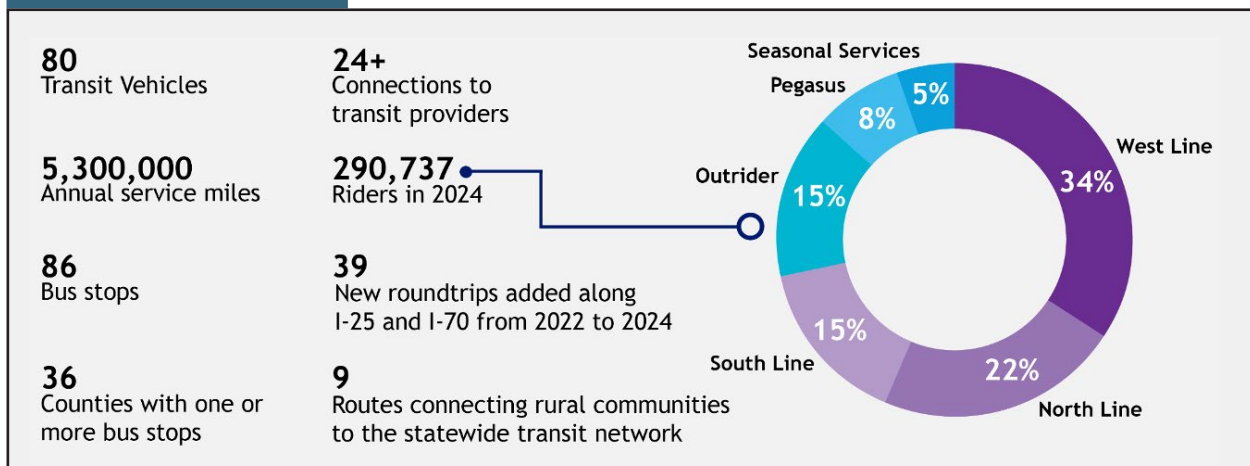 80
Transit Vehicles
24+
Connections to
transit providers
5,300,000
Annual service miles
290,737
Riders in 2024
86
Bus stops
39
New roundtrips added along
I-25 and I-70 from 2022 to 2024
36
Counties with one or
more bus stops
9
Routes connecting rural communities
to the statewide transit network
Seasonal Services
5%
Pegasus
8%
West Line
34%
Outrider
15%
South Line
15%
22%
North Line